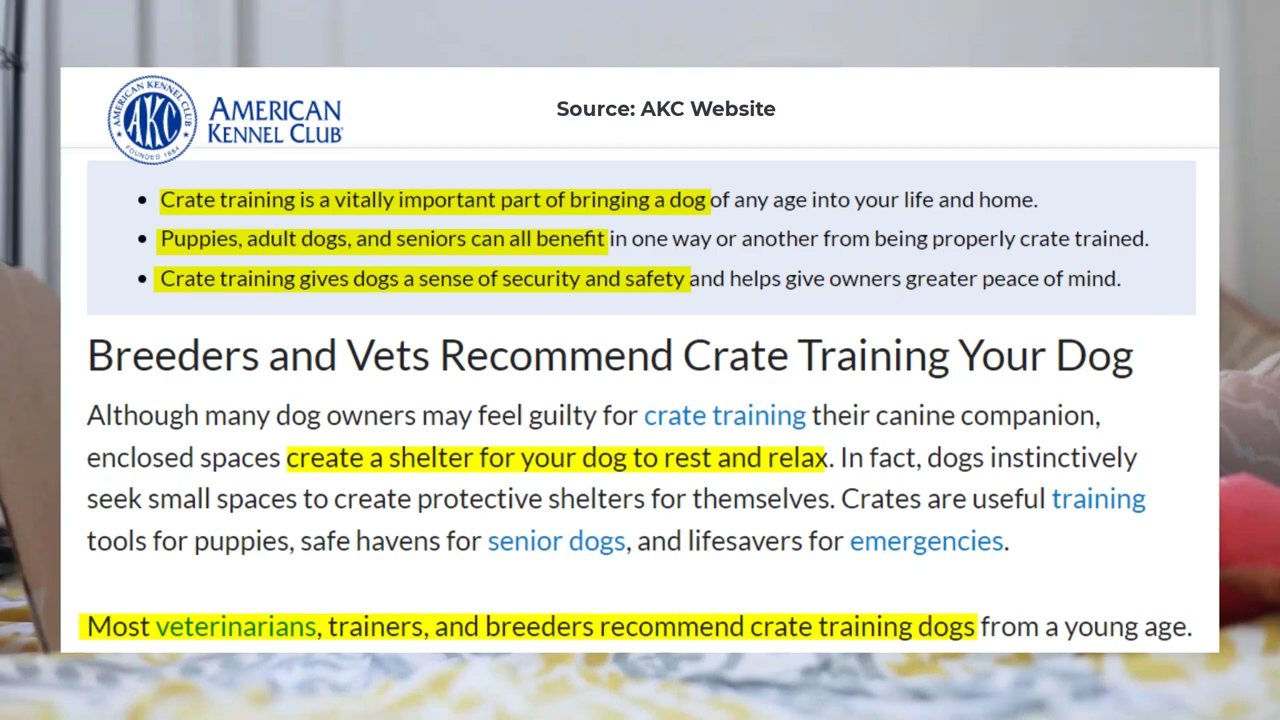 AMERICAN KENNEL CLUB
AKC
FOUNDED 1884
AMERICAN
KENNEL CLUB
Source: AKC Website
• Crate training is a vitally important part of bringing a dog of any age into your life and home.
• Puppies, adult dogs, and seniors can all benefit in one way or another from being properly crate trained.
• Crate training gives dogs a sense of security and safety and helps give owners greater peace of mind.
Breeders and Vets Recommend Crate Training Your Dog
Although many dog owners may feel guilty for crate training their canine companion,
enclosed spaces create a shelter for your dog to rest and relax. In fact, dogs instinctively
seek small spaces to create protective shelters for themselves. Crates are useful training
tools for puppies, safe havens for senior dogs, and lifesavers for emergencies.
Most veterinarians, trainers, and breeders recommend crate training dogs from a young age.